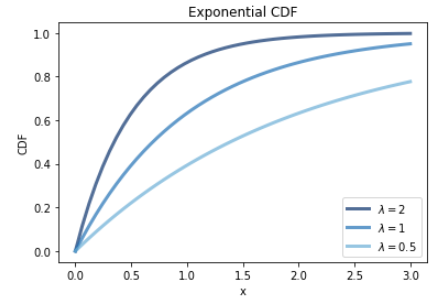 Exponential CDF
1.0
0.8
0.6
0.4
0.2
0.0
CDF
λ = 2
λ = 1
λ = 0.5
0.0 0.5 1.0 1.5 2.0 2.5 3.0
x